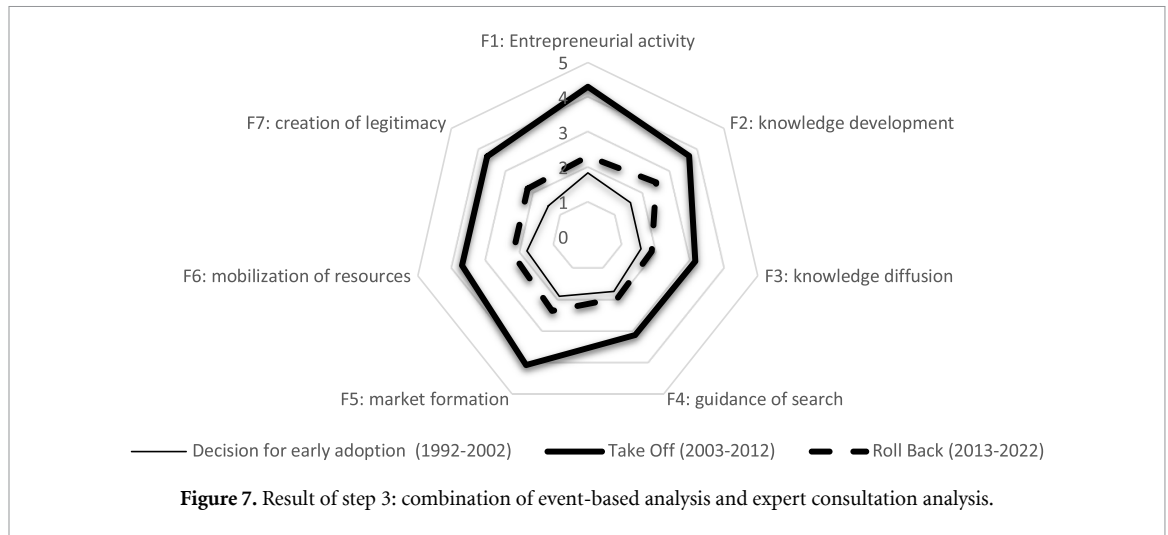 F1: Entrepreneurial activity
5
4
3
2
1
0
F7: creation of legitimacy
F2: knowledge development
F6: mobilization of resources
F3: knowledge diffusion
F5: market formation
F4: guidance of search
Decision for early adoption (1992-2002)
Take Off (2003-2012)
Roll Back (2013-2022)
Figure 7. Result of step 3: combination of event-based analysis and expert consultation analysis.